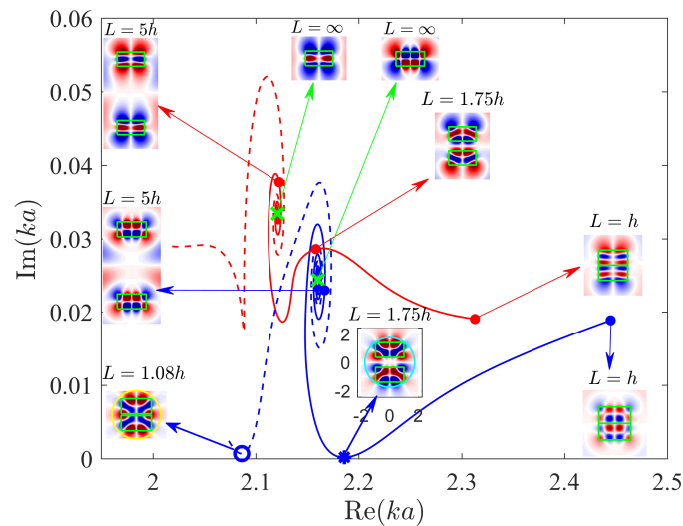 0.06
0.05
0.04
0.03
0.02
0.01
0
Im(ka)
L = 5h
L = ∞
L = ∞
L = 1.75h
L = 5h
L = h
L = 1.75h
2
0
-2
-2 0 2
L = 1.08h
L = h
2 2.1 2.2 2.3 2.4 2.5
Re(ka)